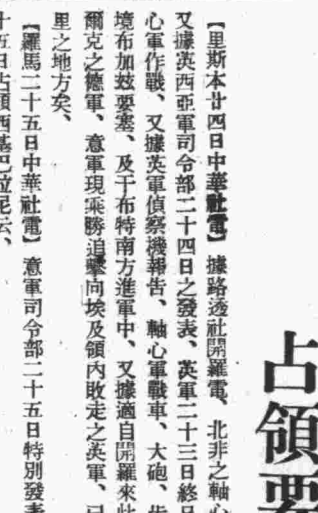 占領要
【里斯本廿四日中華社電】據路透社開羅電、北非之軸心
又據英西亞軍司令部二十四日之發表、英軍二十三日終日
心軍作戰、又據英軍偵察機報告、軸心軍戰車、大砲、步
境布加茲要塞、及于布特南方進軍中、又據適自開羅來此
爾克之德軍、意軍現乘勝追擊向埃及領內敗走之英軍、已
里之地方矣、
【羅馬二十五日中華社電】意軍司令部二十五日特別發表
十五日占領西基巴拉尼云、